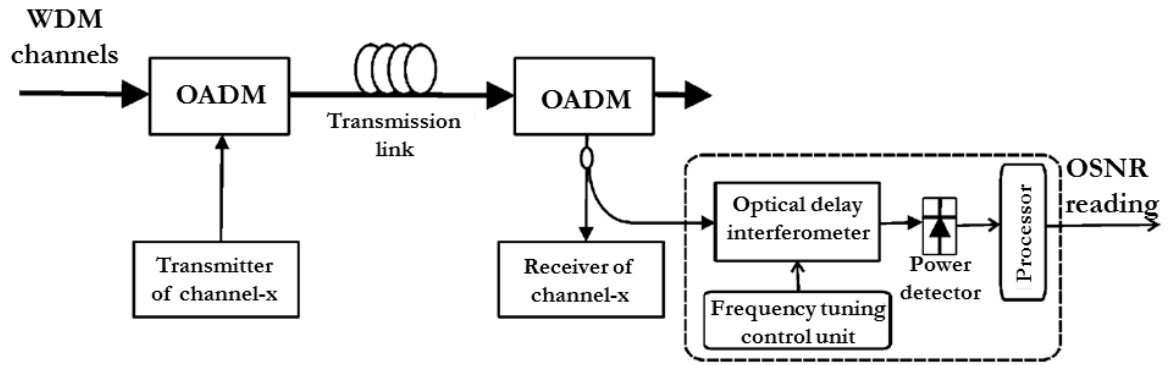 WDM
channels
OADM
Transmission
link
OADM
Transmitter
of channel-x
Receiver of
channel-x
Optical delay
interferometer
Frequency tuning
control unit
Power
detector
Processor
OSNR
reading